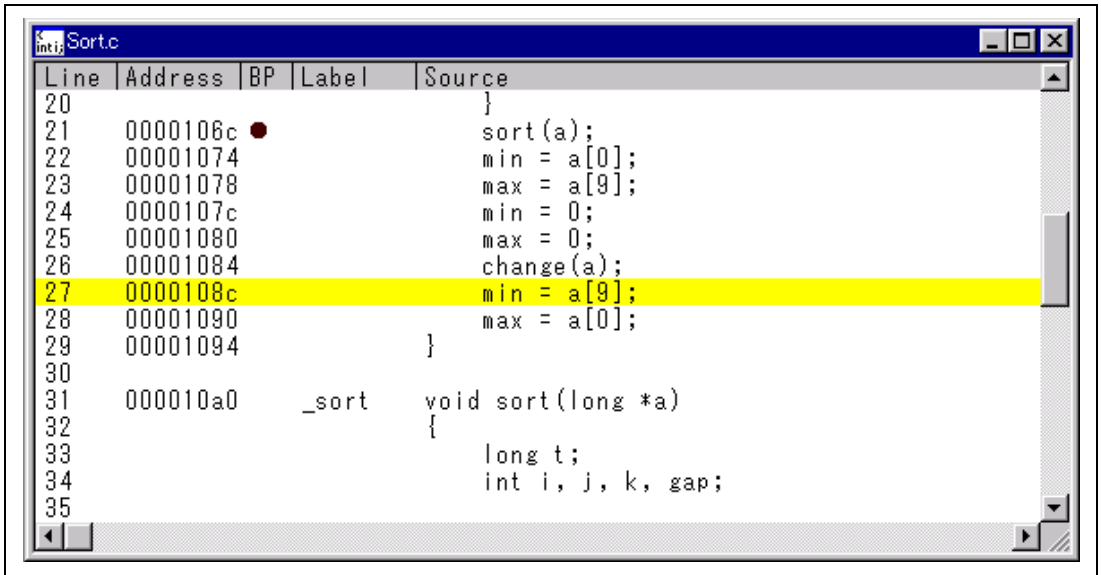 inti; Sort.c
Line |Address |BP |Label |Source
20 }
21 0000106c ● sort(a);
22 00001074 min = a[0];
23 00001078 max = a[9];
24 0000107c min = 0;
25 00001080 max = 0;
26 00001084 change(a);
27 0000108c min = a[9];
28 00001090 max = a[0];
29 00001094 }
30
31 000010a0 _sort void sort(long *a)
32 {
33 long t;
34 int i, j, k, gap;
35